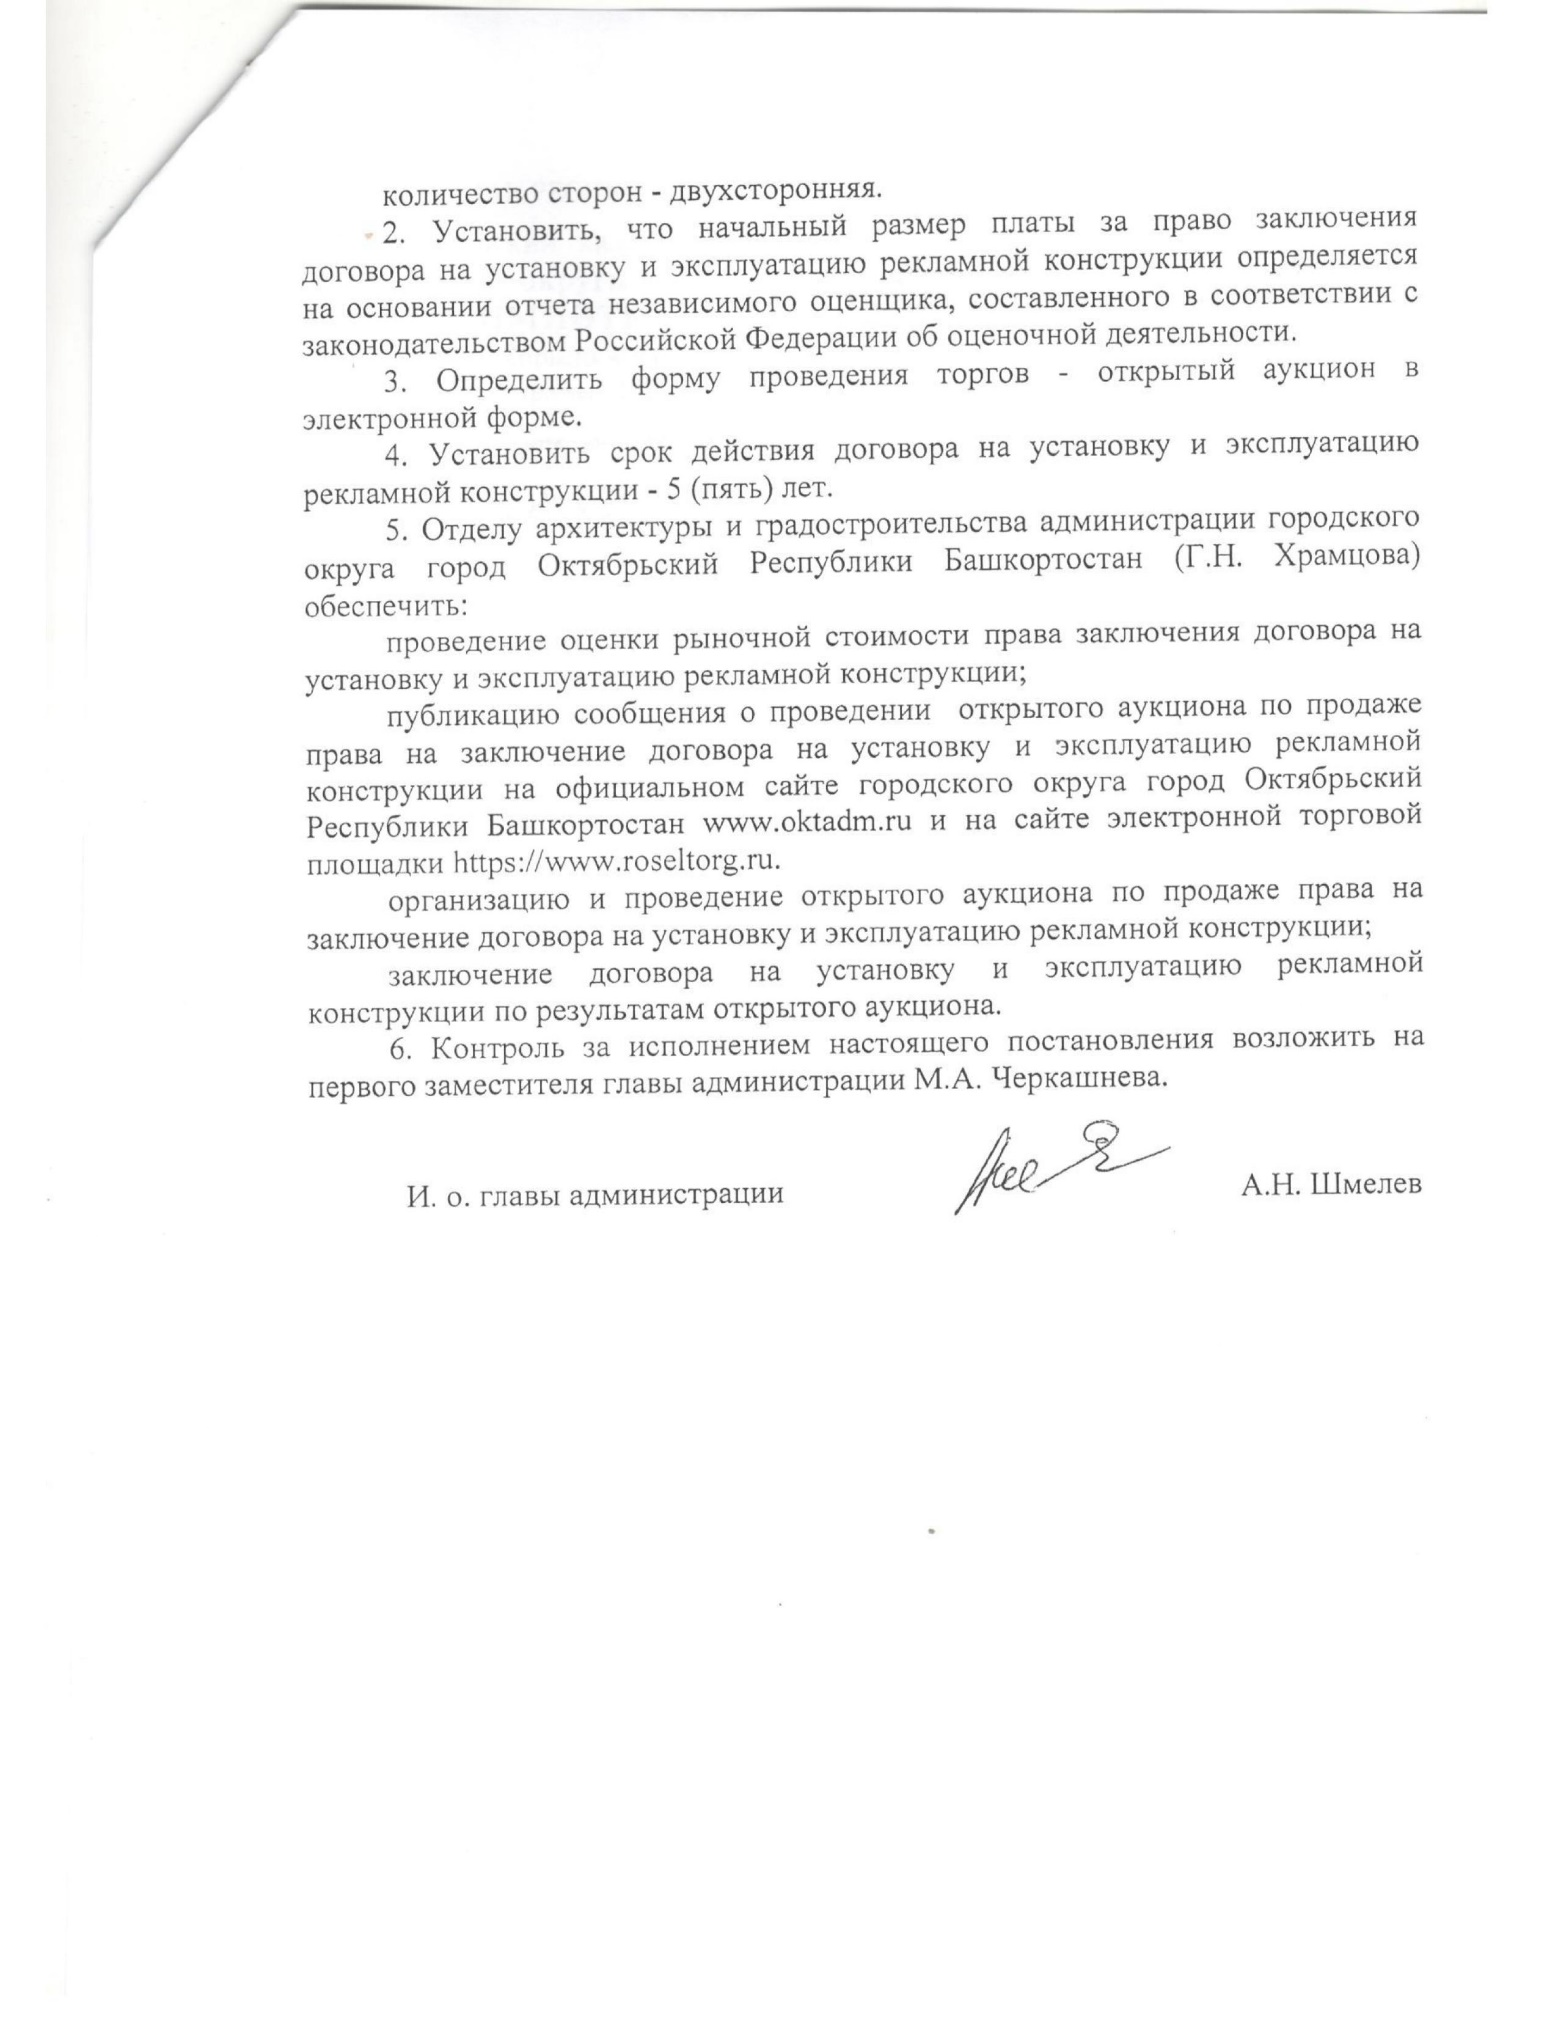 количество сторон - двухсторонняя.
2. Установить, что начальный размер платы за право заключения
договора на установку и эксплуатацию рекламной конструкции определяется
на основании отчета независимого оценщика, составленного в соответствии с
законодательством Российской Федерации об оценочной деятельности.
3. Определить форму проведения торгов - открытый аукцион в
электронной форме.
4. Установить срок действия договора на установку и эксплуатацию
рекламной конструкции - 5 (пять) лет.
5. Отделу архитектуры и градостроительства администрации городского
округа город Октябрьский Республики Башкортостан (Г.Н. Храмцова)
обеспечить:
проведение оценки рыночной стоимости права заключения договора на
установку и эксплуатацию рекламной конструкции;
публикацию сообщения о проведении открытого аукциона по продаже
права на заключение договора на установку и эксплуатацию рекламной
конструкции на официальном сайте городского округа город Октябрьский
Республики Башкортостан www.oktadm.ru и на сайте электронной торговой
площадки https://www.roseltorg.ru.
организацию и проведение открытого аукциона по продаже права на
заключение договора на установку и эксплуатацию рекламной конструкции;
заключение договора на установку и эксплуатацию рекламной
конструкции по результатам открытого аукциона.
6. Контроль за исполнением настоящего постановления возложить на
первого заместителя главы администрации М.А. Черкашнева.
И. о. главы администрации А.Н. Шмелев